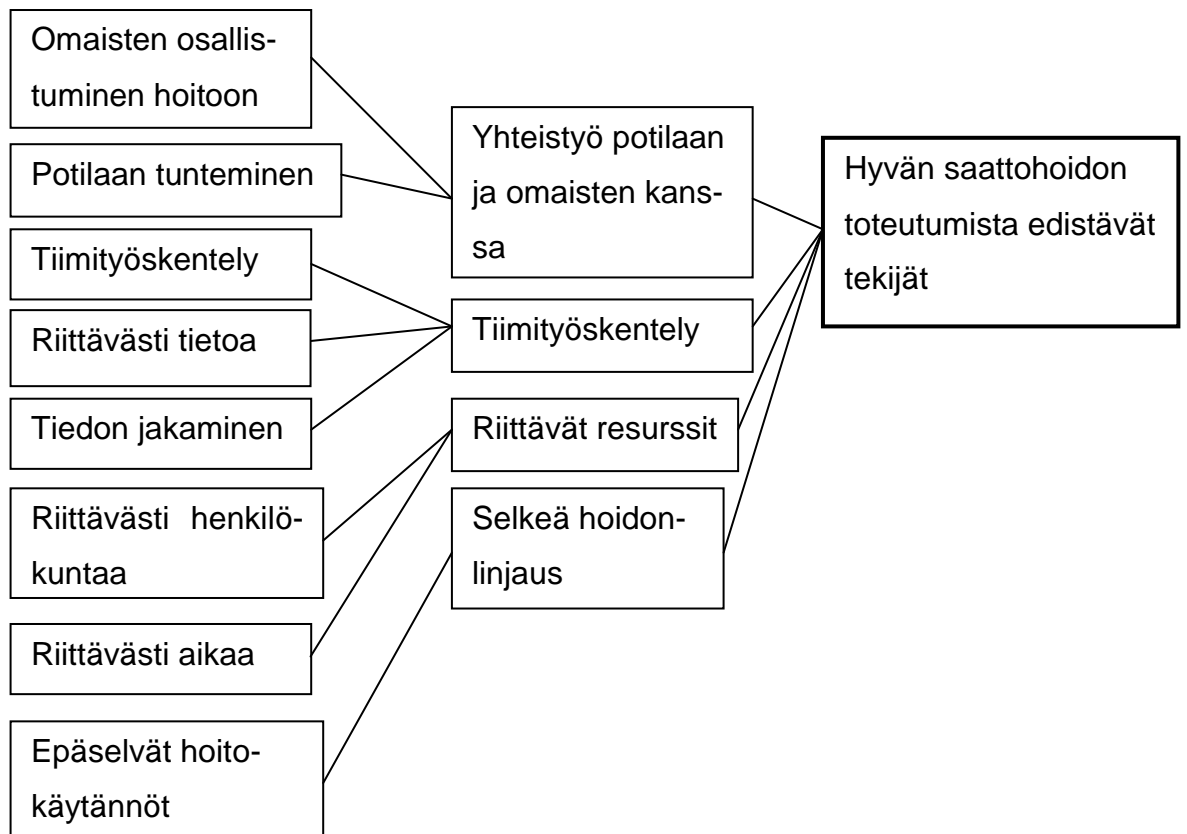 Omaisten osallis-
tuminen hoitoon
Potilaan tunteminen
Tiimityöskentely
Riittävästi tietoa
Tiedon jakaminen
Riittävästi henkilö-
kuntaa
Riittävästi aikaa
Epäselvät hoito-
käytännöt
Yhteistyö potilaan
ja omaisten kans-
sa
Tiimityöskentely
Riittävät resurssit
Selkeä hoidon-
linjaus
Hyvän saattohoidon
toteutumista edistävät
tekijät